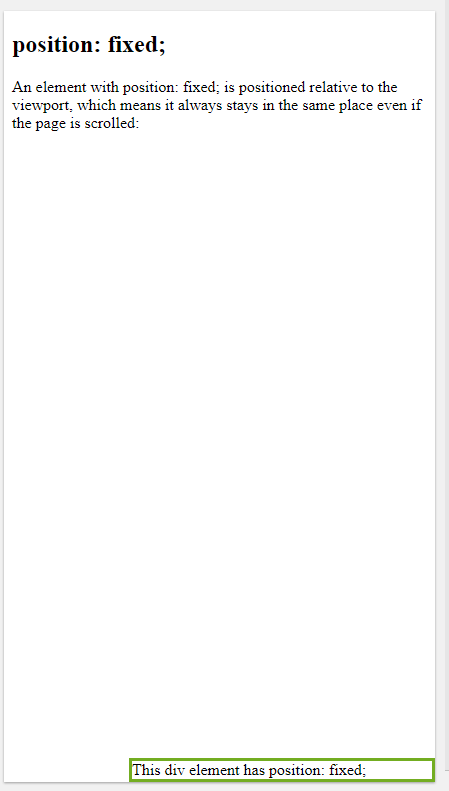 position: fixed;
An element with position: fixed; is positioned relative to the
viewport, which means it always stays in the same place even if
the page is scrolled:
This div element has position: fixed;